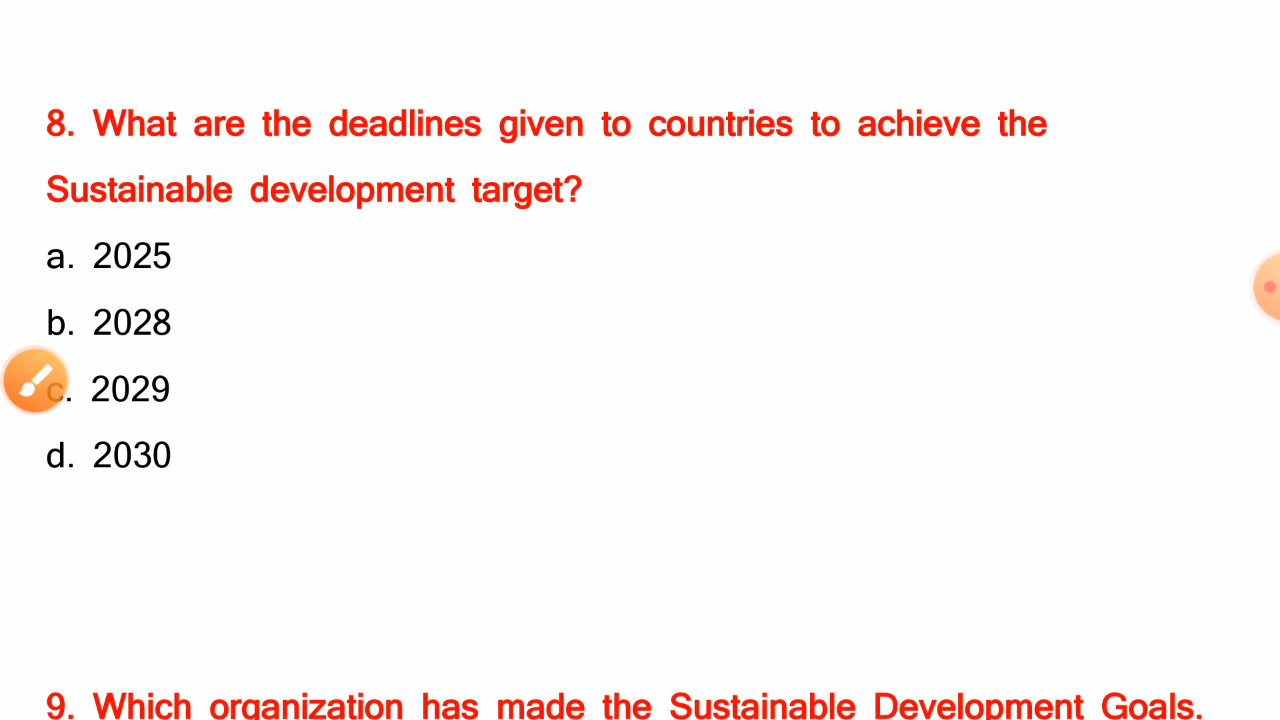 8. What are the deadlines given to countries to achieve the
Sustainable development target?
a. 2025
b. 2028
c. 2029
d. 2030
9. Which organization has made the Sustainable Development Goals.